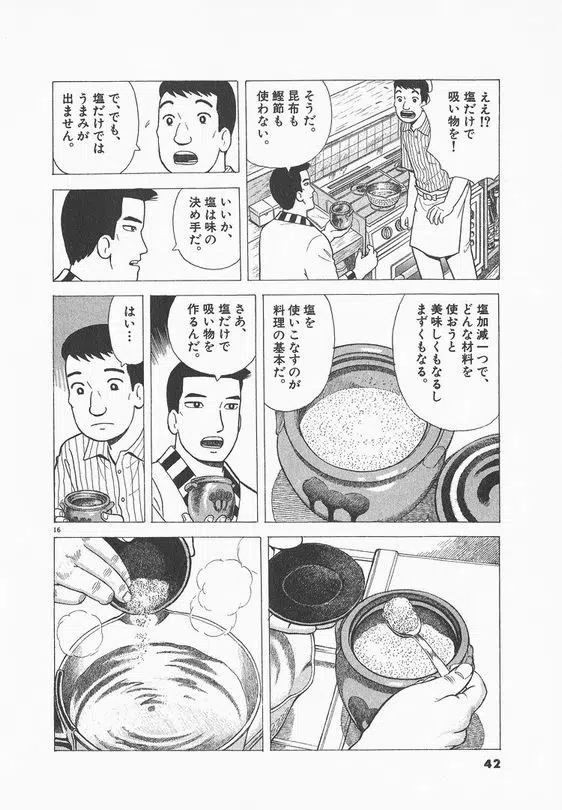 ええ!?
塩だけで
吸い物を!
そうだ。
昆布も
鰹節も
使わない。
で、でも、
塩だけでは
うまみが
出ません。
いいか、
塩は味の
決め手だ。
塩加減一つで、
どんな材料を
使おうと
美味しくもなるし
まずくもなる。
塩を
使いこなすのが
料理の基本だ。
さあ、
塩だけで
吸い物を
作るんだ。
はい…
16
42